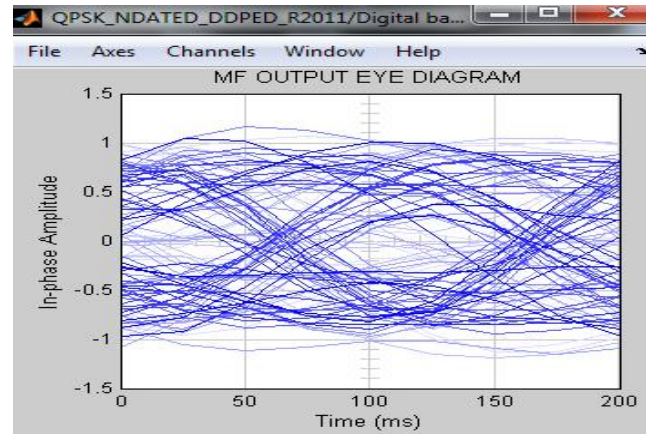 QPSK_NDATED_DDPED_R2011/Digital ba...
File Axes Channels Window Help
MF OUTPUT EYE DIAGRAM
1.5
1
0.5
0
-0.5
-1
-1.5
In-phase Amplitude
0 50 100 150 200
Time (ms)